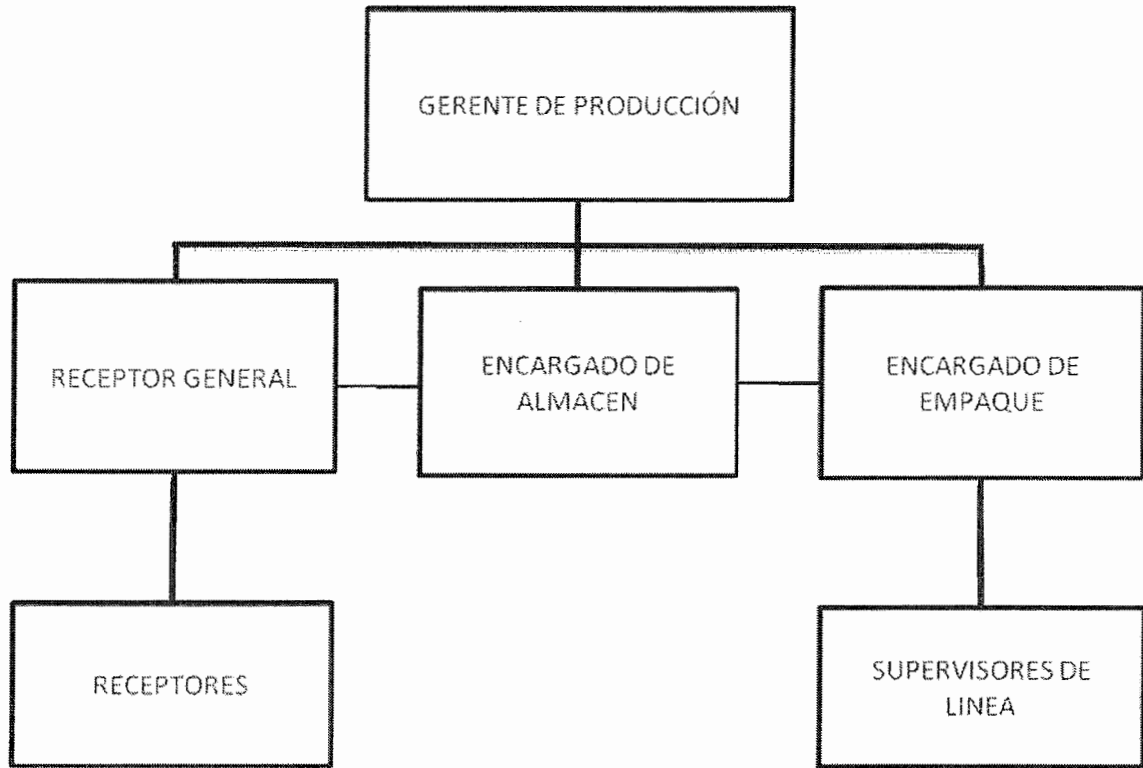 GERENTE DE PRODUCCIÓN
RECEPTOR GENERAL
ENCARGADO DE
ALMACEN
ENCARGADO DE
EMPAQUE
RECEPTORES
SUPERVISORES DE
LINEA